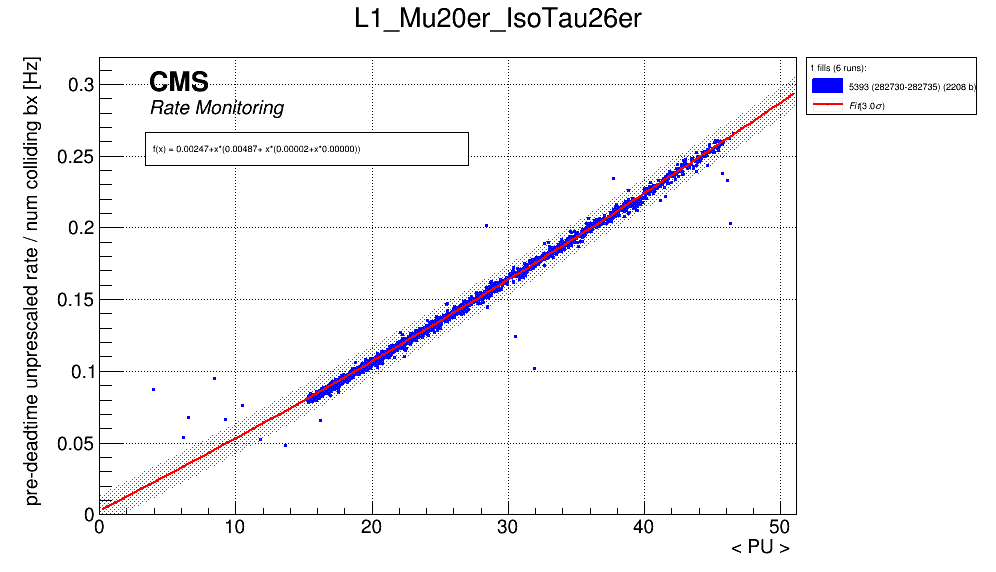 L1_Mu20er_IsoTau26er
pre-deadtime unprescaled rate / num colliding bx [Hz]
CMS
Rate Monitoring
f(x) = 0.00247+x*(0.00487+ x*(0.00002+x*0.00000))
1 fills (6 runs):
5393 (282730-282735) (2208 b)
Fit(3.0σ)
0.3
0.25
0.2
0.15
0.1
0.05
0
0 10 20 30 40 50
< PU >